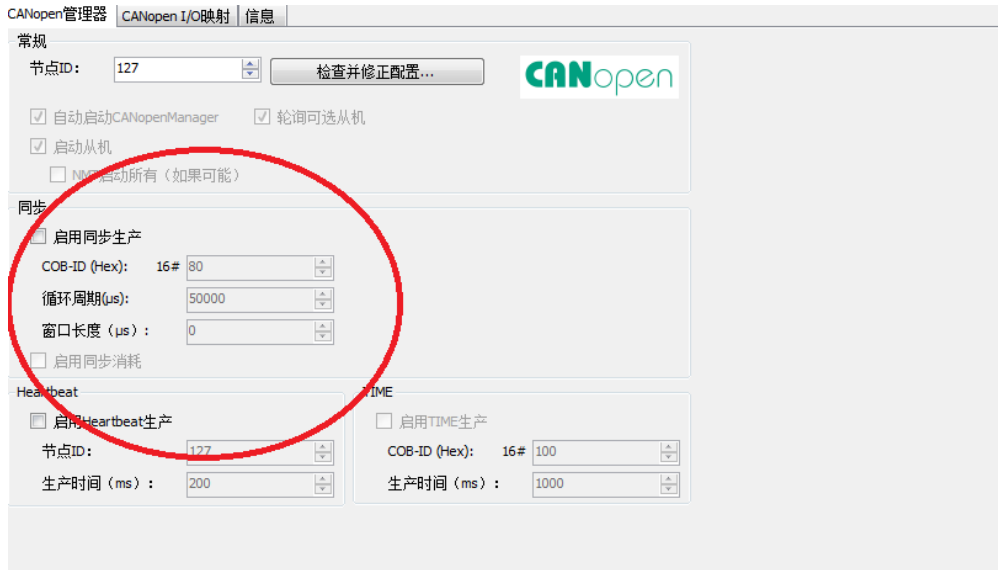 CANopen管理器 CANopen I/O映射 信息
常规
节点ID: 127 检查并修正配置... CANopen
自动启动CANopenManager 轮询可选从机
启动从机
NMT启动所有（如果可能）
同步
启用同步生产
COB-ID (Hex): 16# 80
循环周期(μs): 50000
窗口长度（μs）: 0
启用同步消耗
Heartbeat TIME
启用Heartbeat生产 启用TIME生产
节点ID: 127 COB-ID (Hex): 16# 100
生产时间（ms）: 200 生产时间（ms）: 1000